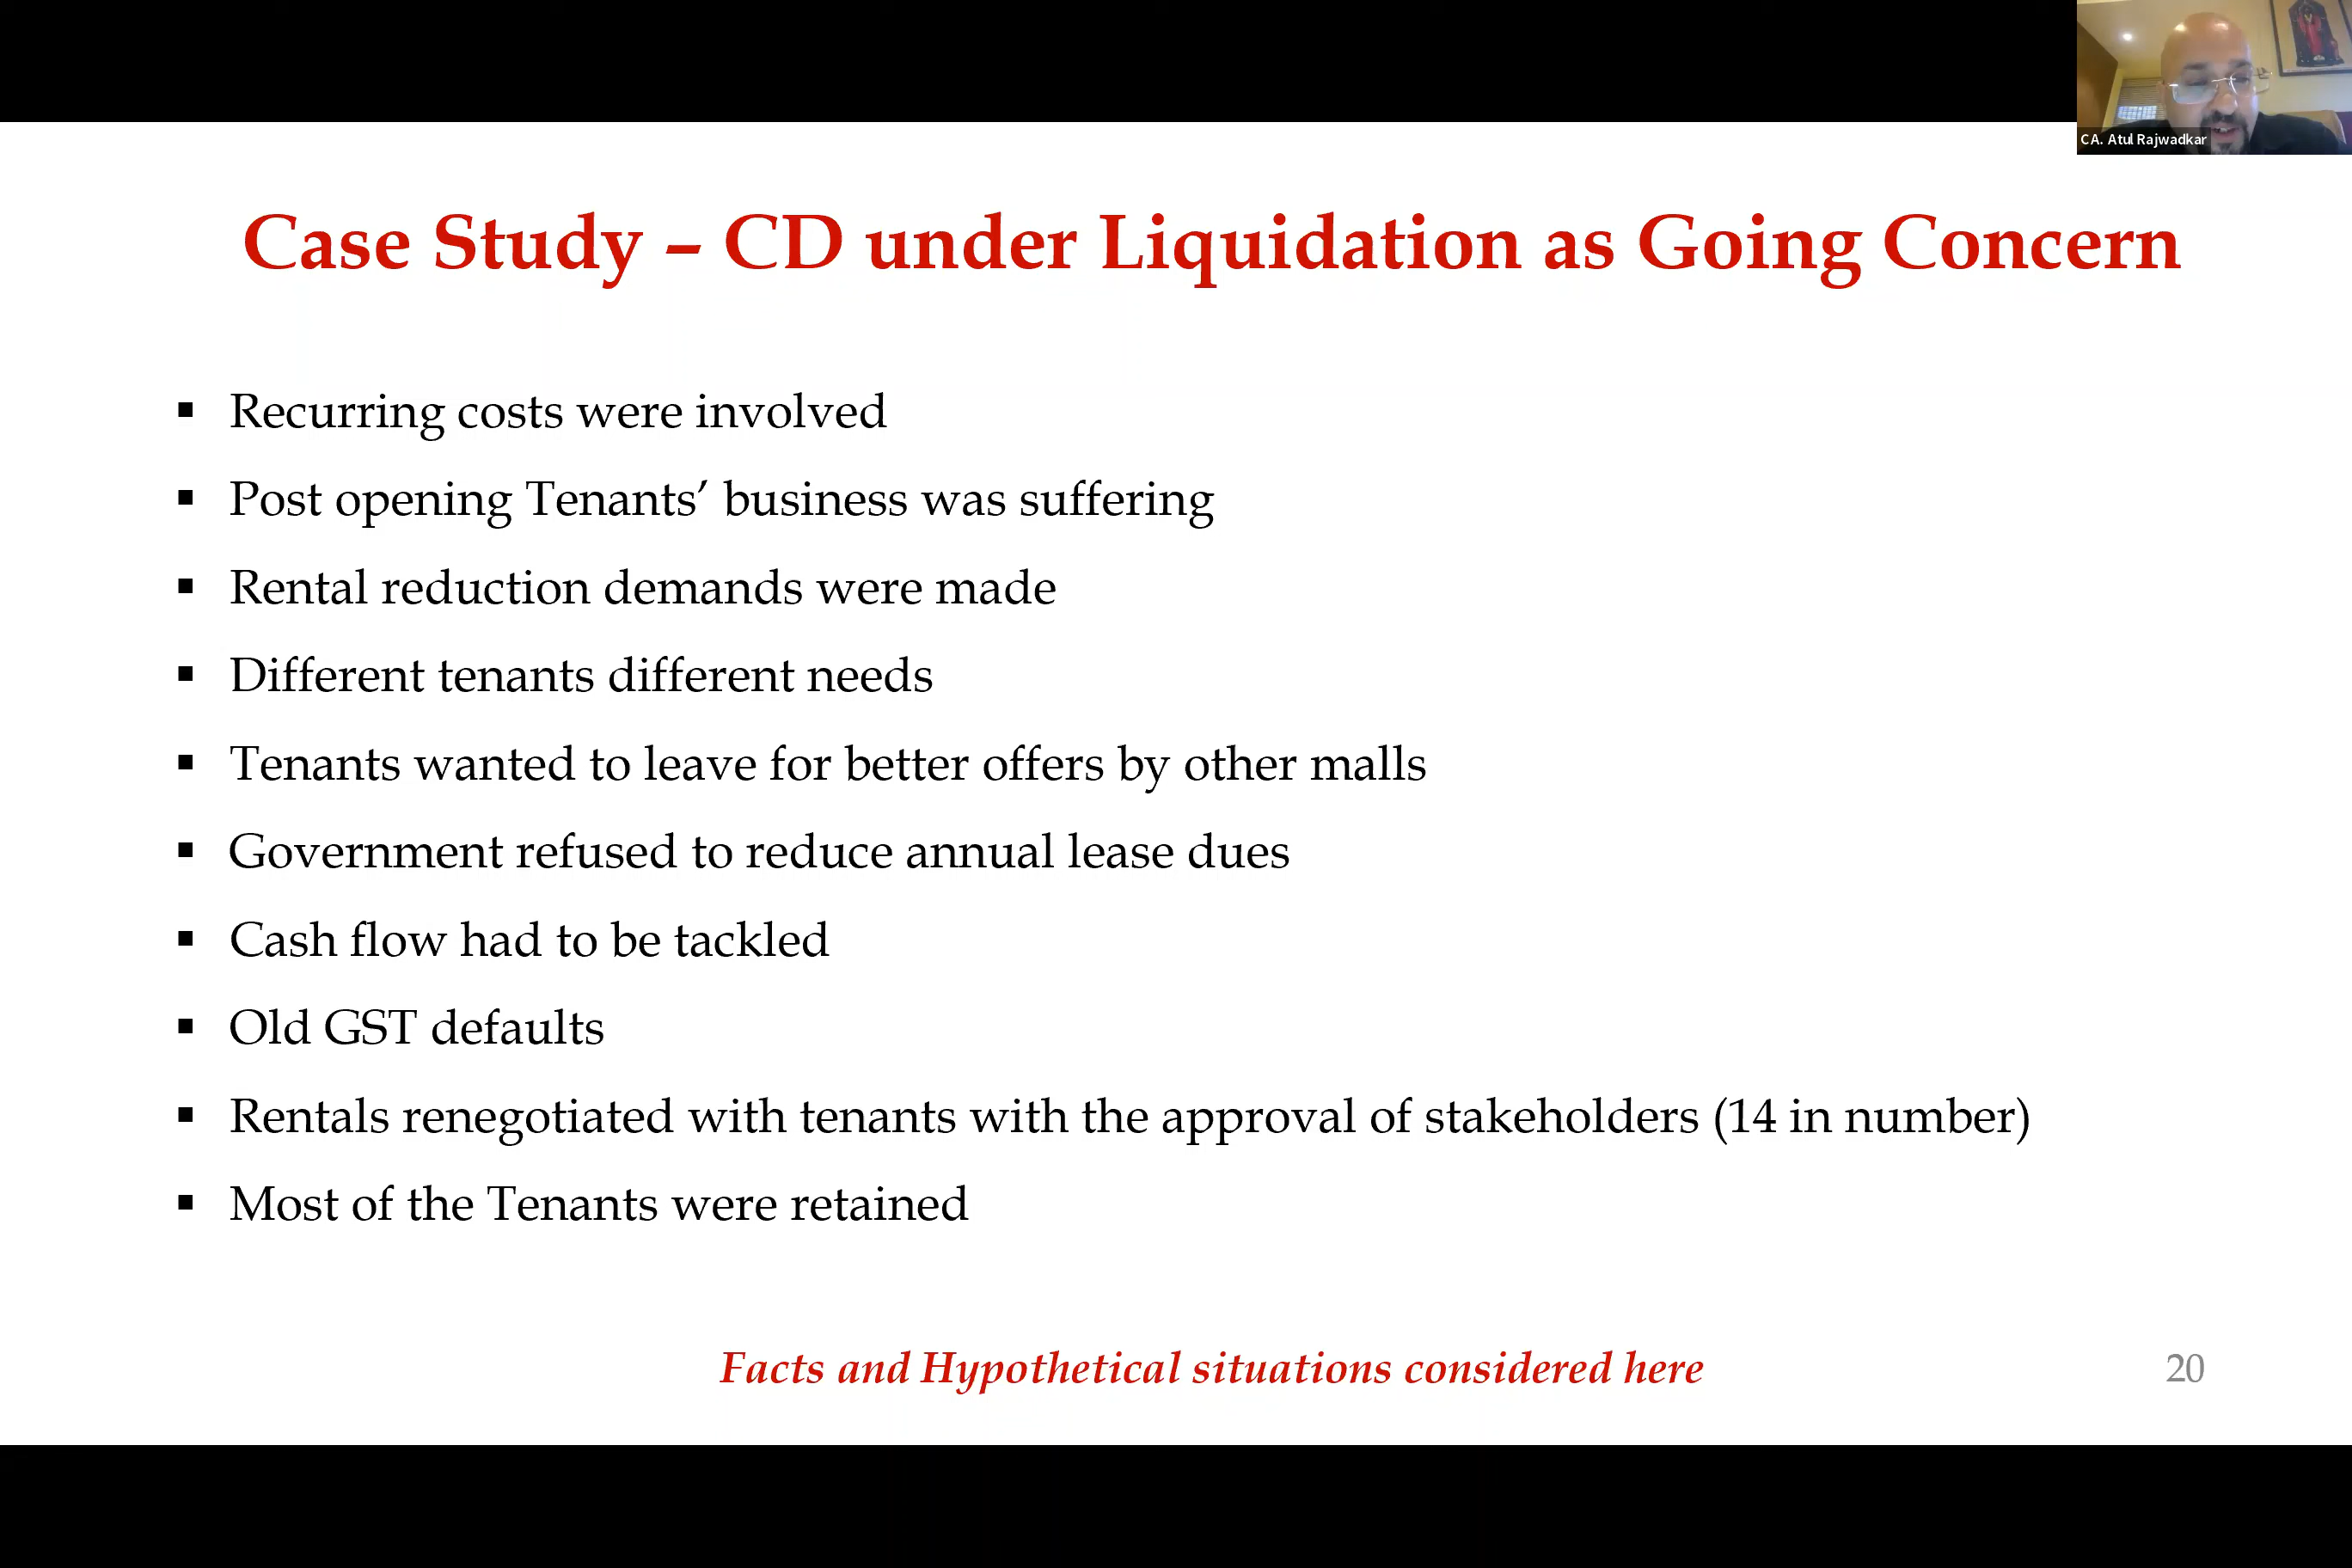 CA. Atul Rajwadkar
Case Study – CD under Liquidation as Going Concern
▪ Recurring costs were involved
▪ Post opening Tenants’ business was suffering
▪ Rental reduction demands were made
▪ Different tenants different needs
▪ Tenants wanted to leave for better offers by other malls
▪ Government refused to reduce annual lease dues
▪ Cash flow had to be tackled
▪ Old GST defaults
▪ Rentals renegotiated with tenants with the approval of stakeholders (14 in number)
▪ Most of the Tenants were retained
Facts and Hypothetical situations considered here
20